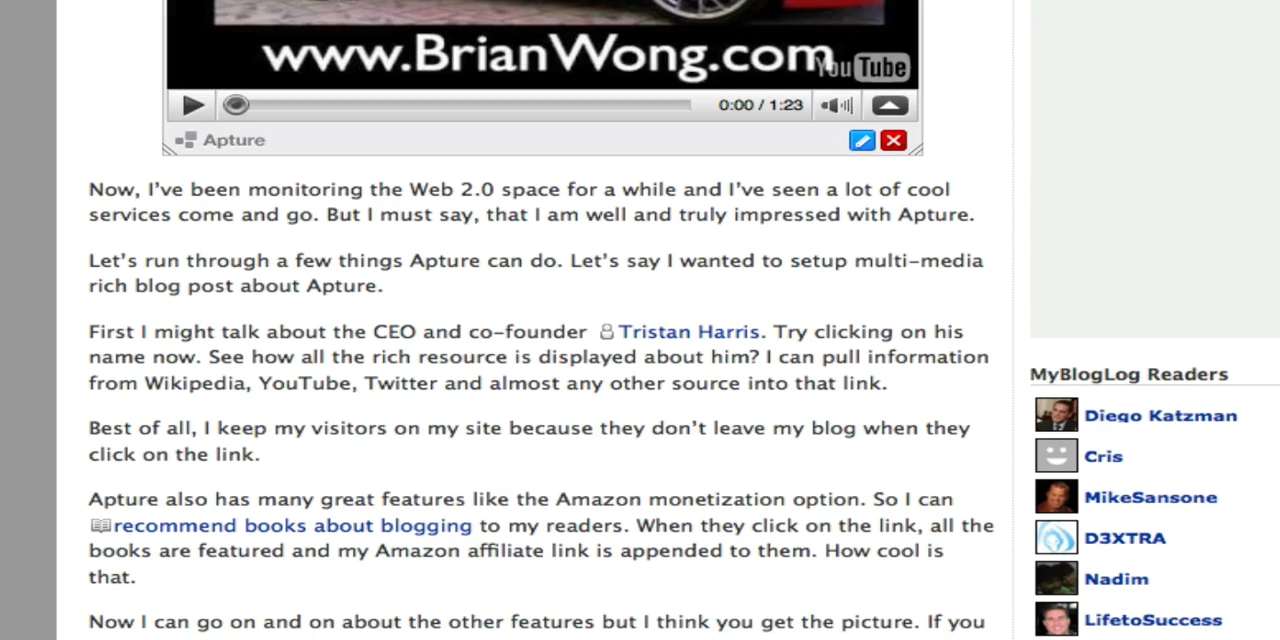 www.BrianWong.com
YouTube
0:00 / 1:23
Apture
Now, I've been monitoring the Web 2.0 space for a while and I've seen a lot of cool
services come and go. But I must say, that I am well and truly impressed with Apture.
Let's run through a few things Apture can do. Let's say I wanted to setup multi-media
rich blog post about Apture.
First I might talk about the CEO and co-founder Tristan Harris. Try clicking on his
name now. See how all the rich resource is displayed about him? I can pull information
from Wikipedia, YouTube, Twitter and almost any other source into that link.
Best of all, I keep my visitors on my site because they don't leave my blog when they
click on the link.
Apture also has many great features like the Amazon monetization option. So I can
recommend books about blogging to my readers. When they click on the link, all the
books are featured and my Amazon affiliate link is appended to them. How cool is
that.
Now I can go on and on about the other features but I think you get the picture. If you
MyBlogLog Readers
Diego Katzman
Cris
MikeSansone
D3XTRA
Nadim
LifetoSuccess